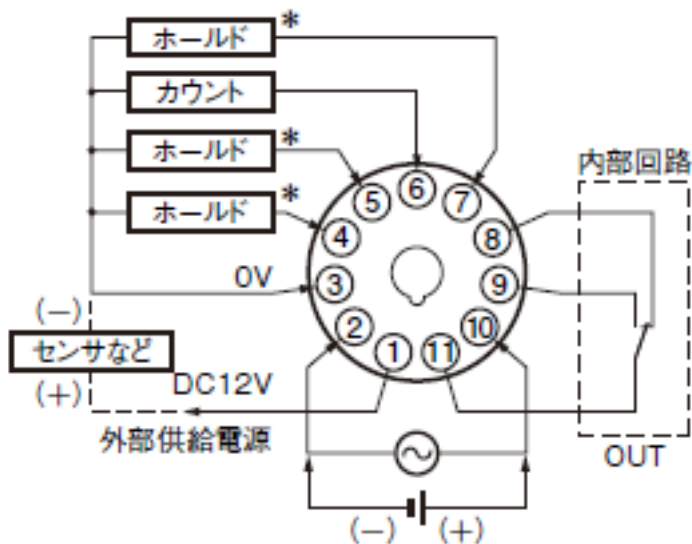 ホールド *
カウント
ホールド *
ホールド *
内部回路
0V
(−)
センサなど
(+)
DC12V
外部供給電源
1
2
3
4
5
6
7
8
9
10
11
OUT
(−) (+)